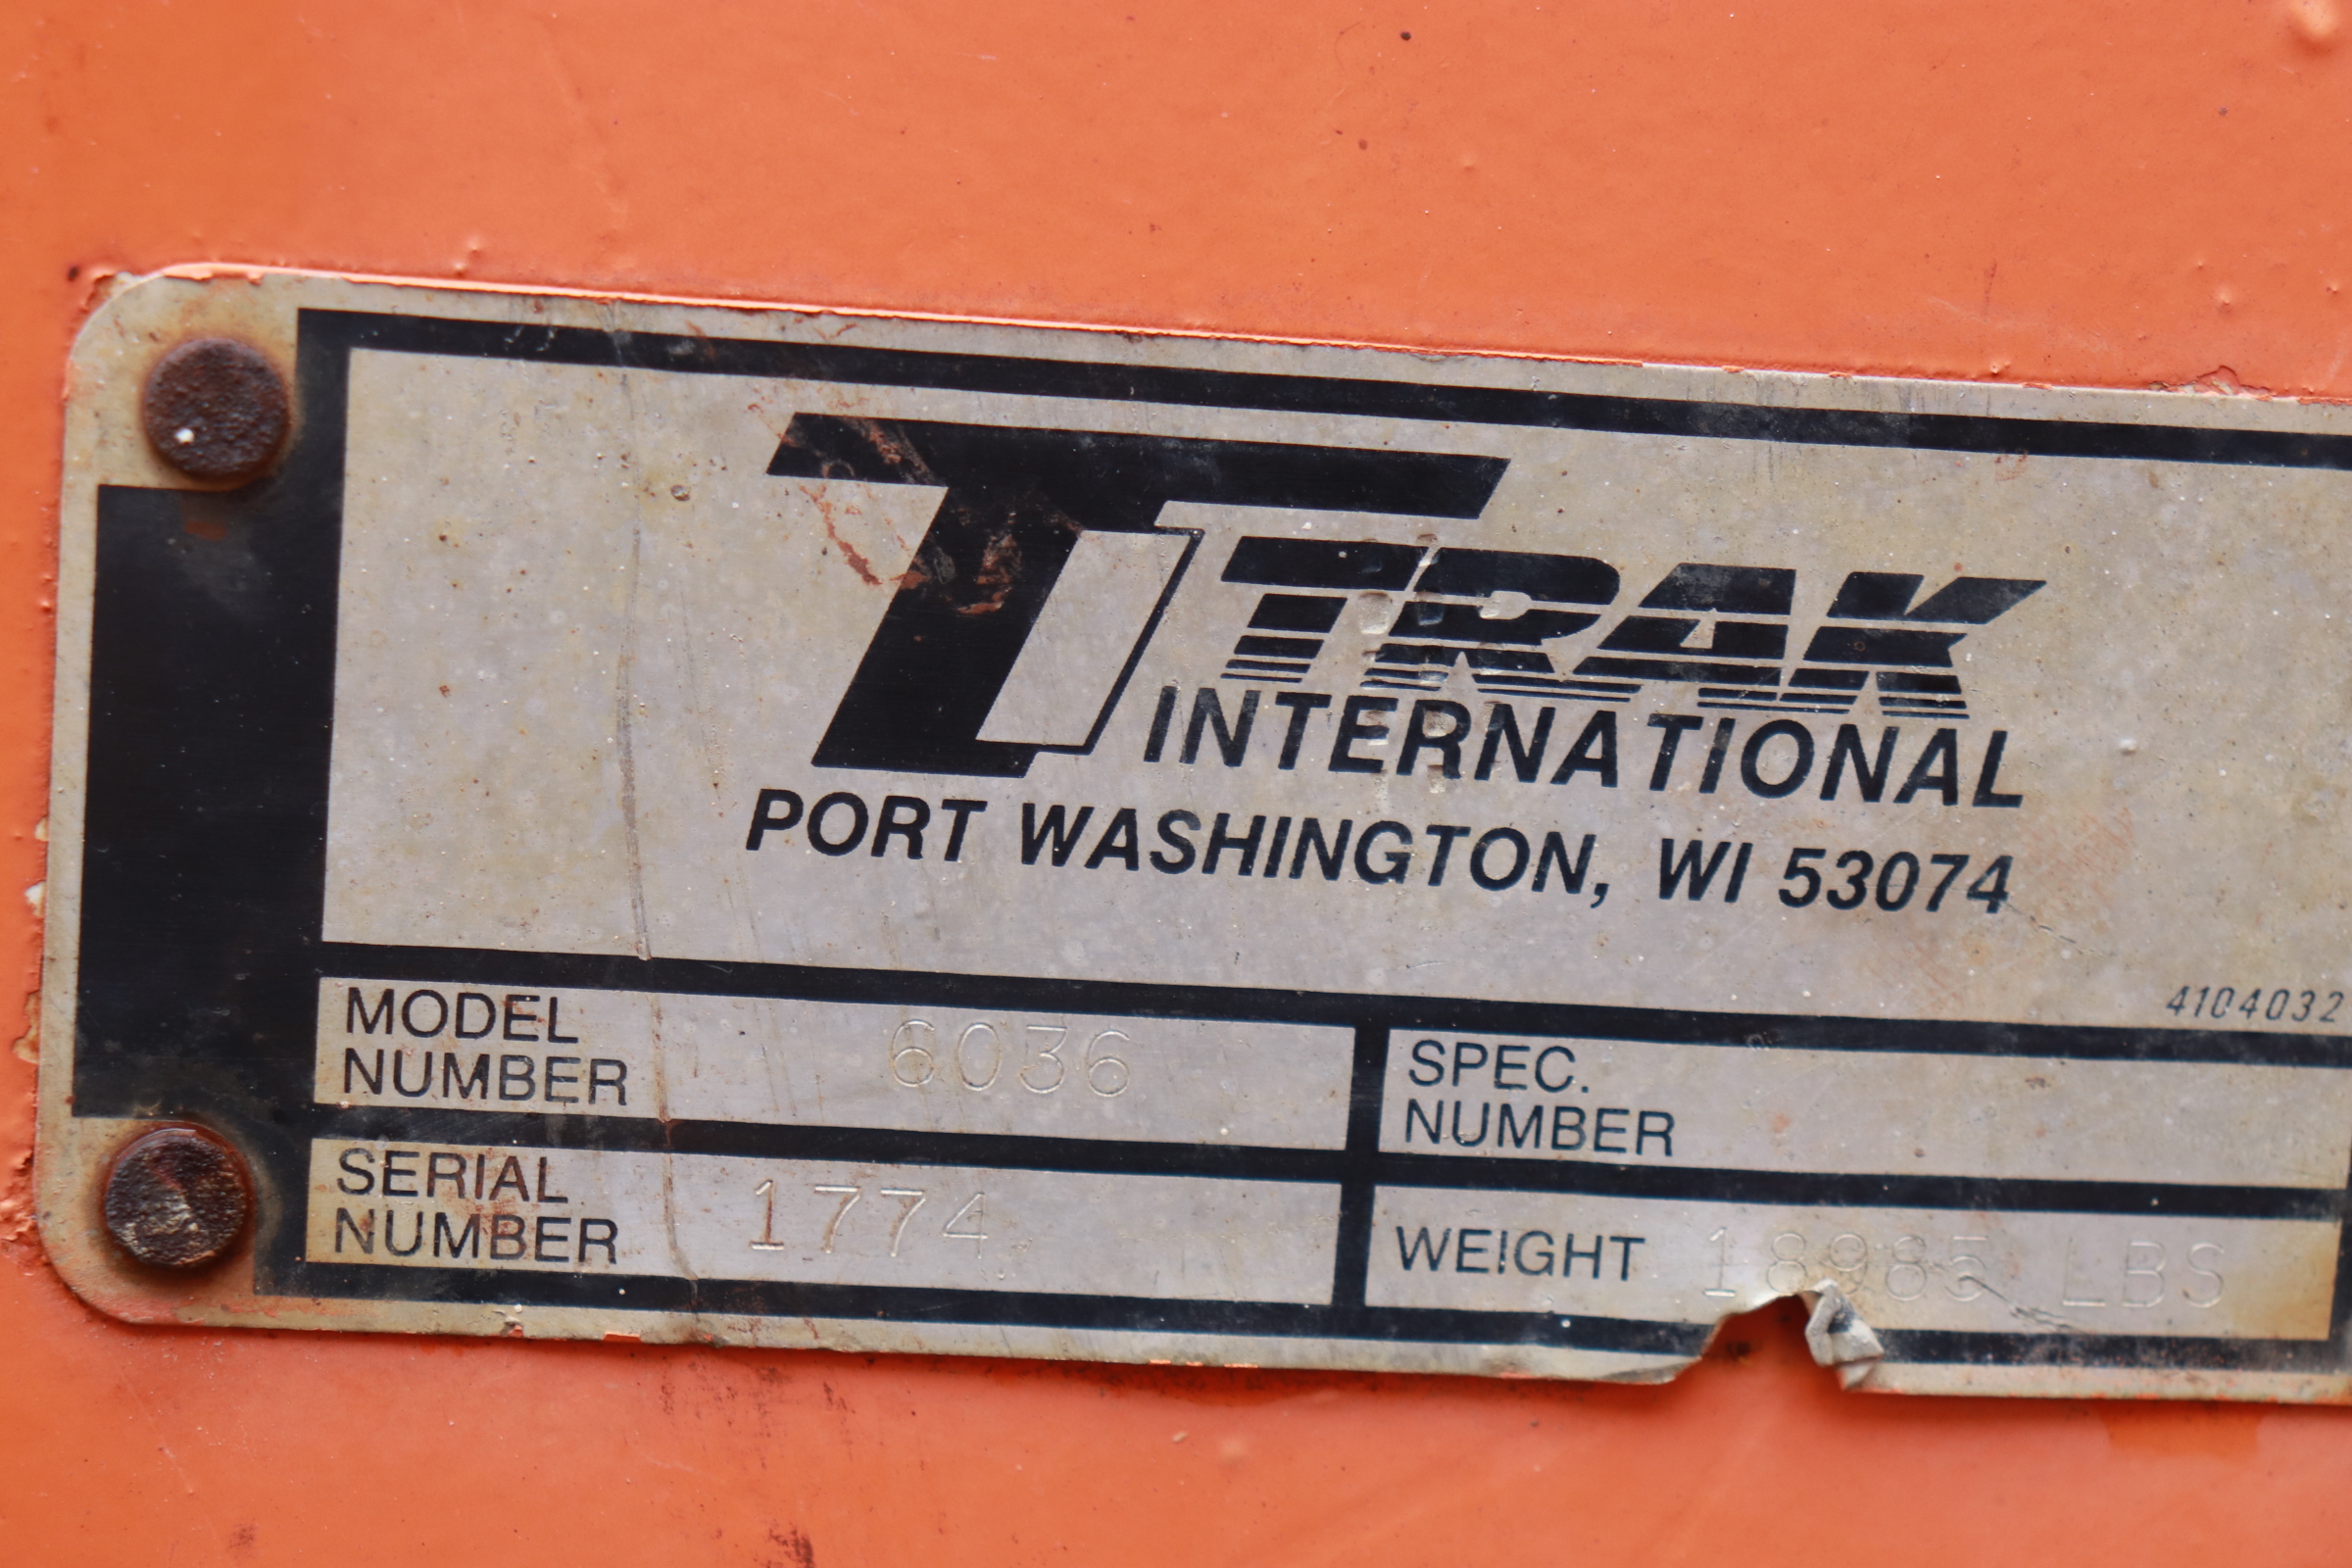 TRAK
INTERNATIONAL
PORT WASHINGTON, WI 53074
4104032
MODEL
NUMBER 6036
SPEC.
NUMBER
SERIAL
NUMBER 1774
WEIGHT 18985 LBS